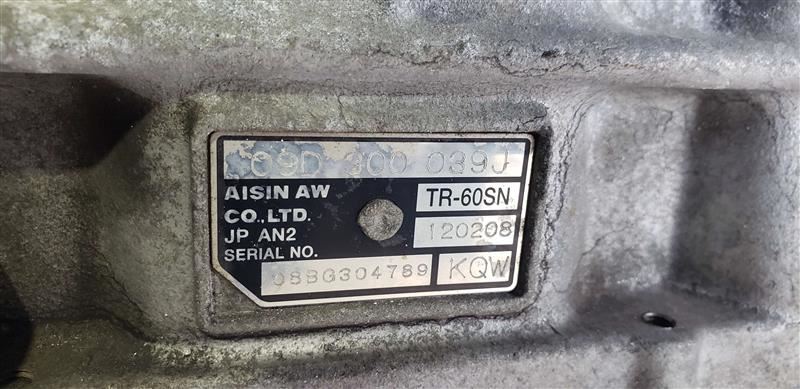 09D 300 039J
AISIN AW
CO.,LTD.
TR-60SN
JP AN2
120208
SERIAL NO.
08BG304789
KQW